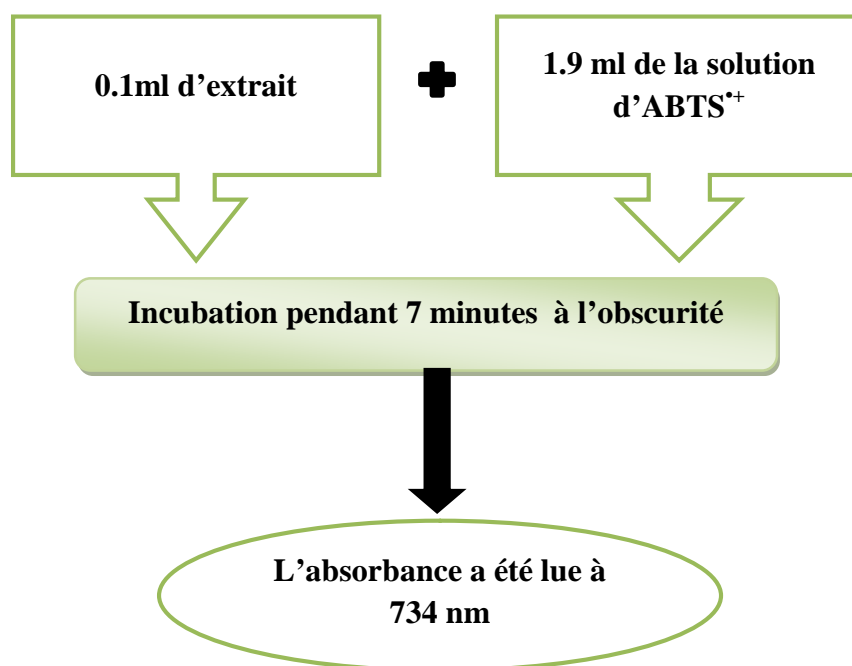 0.1ml d’extrait
1.9 ml de la solution
d’ABTS•+
Incubation pendant 7 minutes à l’obscurité
L’absorbance a été lue à
734 nm